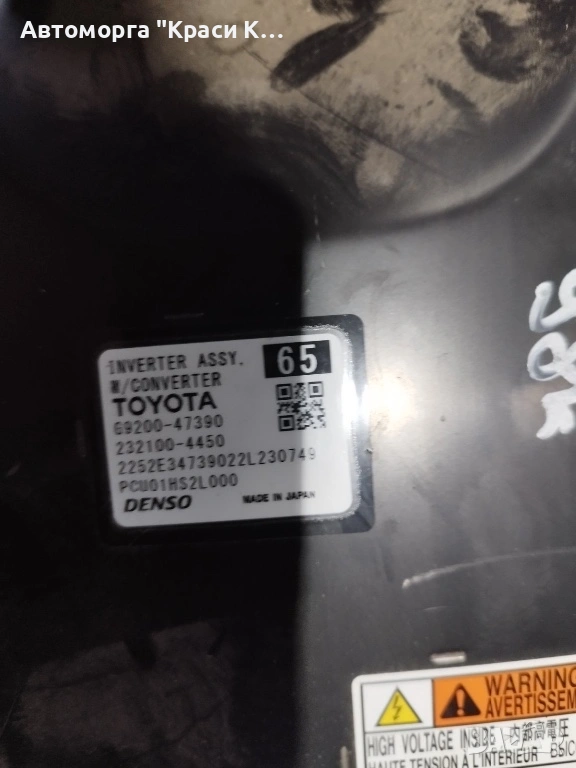 Автоморга "Краси К...
INVERTER ASSY. 65
W/CONVERTER
TOYOTA
G9200-47390
232100-4450
2252E34739022L230749
PCU01HS2L000
DENSO MADE IN JAPAN
WARNING
AVERTISSEM
HIGH VOLTAGE INSIDE 内部高電圧
HAUTE TENSION À L'INTÉRIEUR